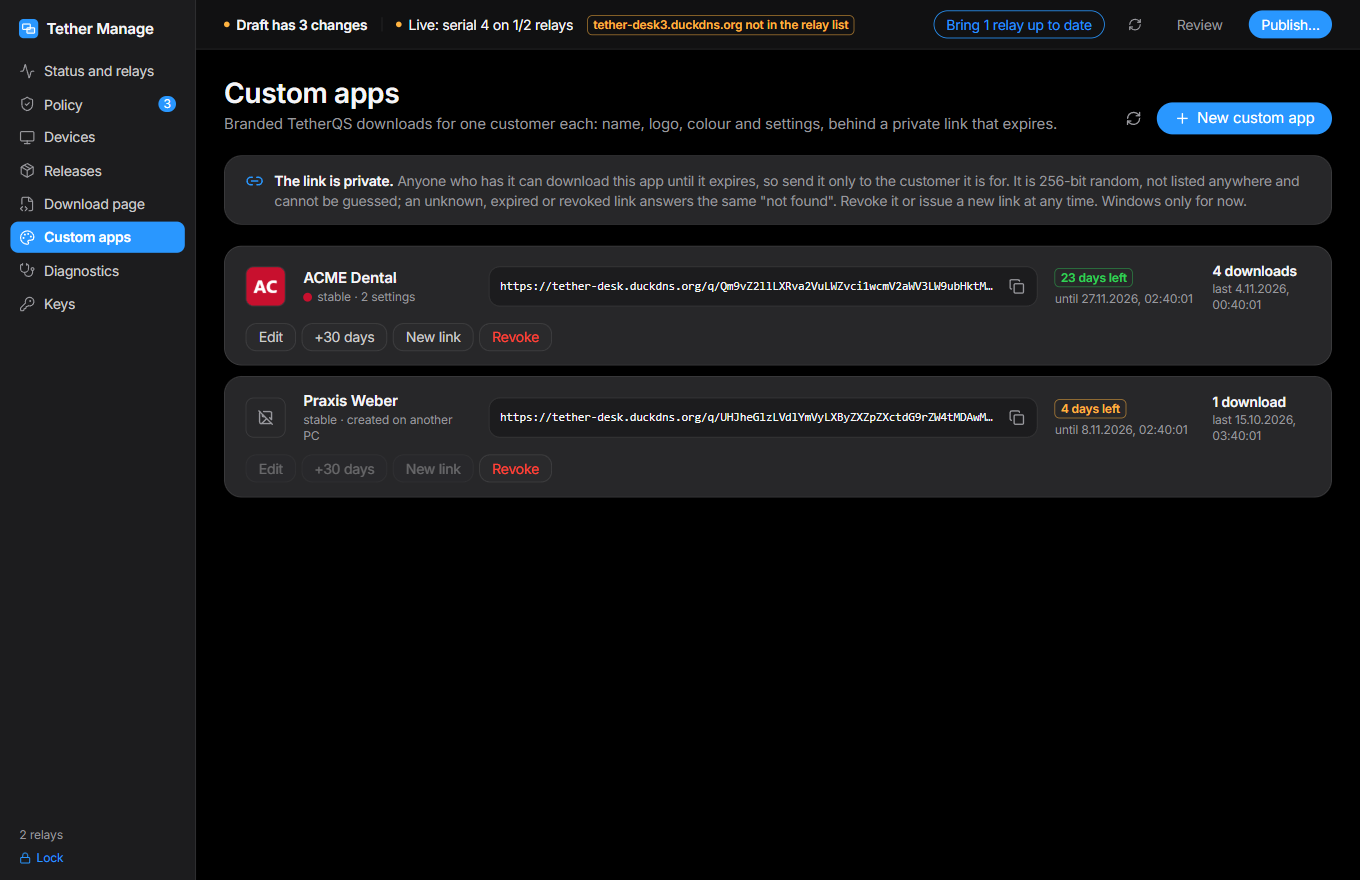 Tether Manage
Draft has 3 changes
Live: serial 4 on 1/2 relays
tether-desk3.duckdns.org not in the relay list
Bring 1 relay up to date
Review
Publish...
Status and relays
Policy
3
Devices
Releases
Download page
Custom apps
Diagnostics
Keys
2 relays
Lock
Custom apps
Branded TetherQS downloads for one customer each: name, logo, colour and settings, behind a private link that expires.
New custom app
The link is private. Anyone who has it can download this app until it expires, so send it only to the customer it is for. It is 256-bit random, not listed anywhere and
cannot be guessed; an unknown, expired or revoked link answers the same "not found". Revoke it or issue a new link at any time. Windows only for now.
AC
ACME Dental
stable · 2 settings
https://tether-desk.duckdns.org/q/Qm9vZ2llLXRva2VuLWZvci1wcmV2aWV3LW9ubHktM…
23 days left
until 27.11.2026, 02:40:01
4 downloads
last 4.11.2026,
00:40:01
Edit
+30 days
New link
Revoke
Praxis Weber
stable · created on another
PC
https://tether-desk.duckdns.org/q/UHJheGlzLVdlYmVyLXByZXZpZXctdG9rZW4tMDAwM…
4 days left
until 8.11.2026, 02:40:01
1 download
last 15.10.2026,
03:40:01
Edit
+30 days
New link
Revoke